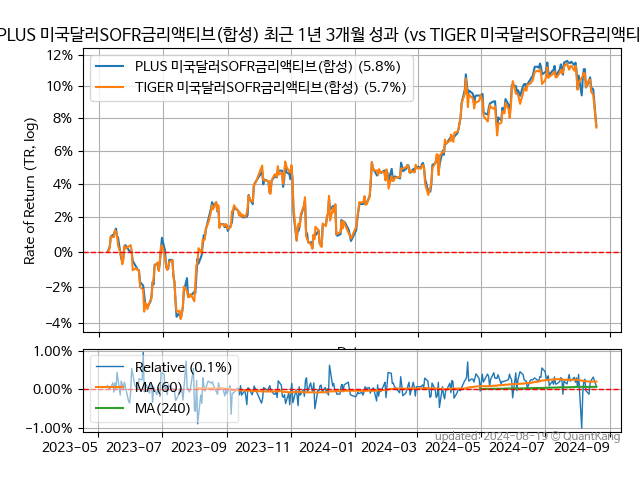 PLUS 미국달러SOFR금리액티브(합성) 최근 1년 3개월 성과 (vs TIGER 미국달러SOFR금리액티
12%
10%
8%
6%
4%
2%
0%
−2%
−4%
Rate of Return (TR, log)
PLUS 미국달러SOFR금리액티브(합성) (5.8%)
TIGER 미국달러SOFR금리액티브(합성) (5.7%)
1.00%
0.00%
−1.00%
Relative (0.1%)
MA(60)
MA(240)
2023-05 2023-07 2023-09 2023-11 2024-01 2024-03 2024-05 2024-07 2024-09
updated: 2024-08-19 © QuantKang